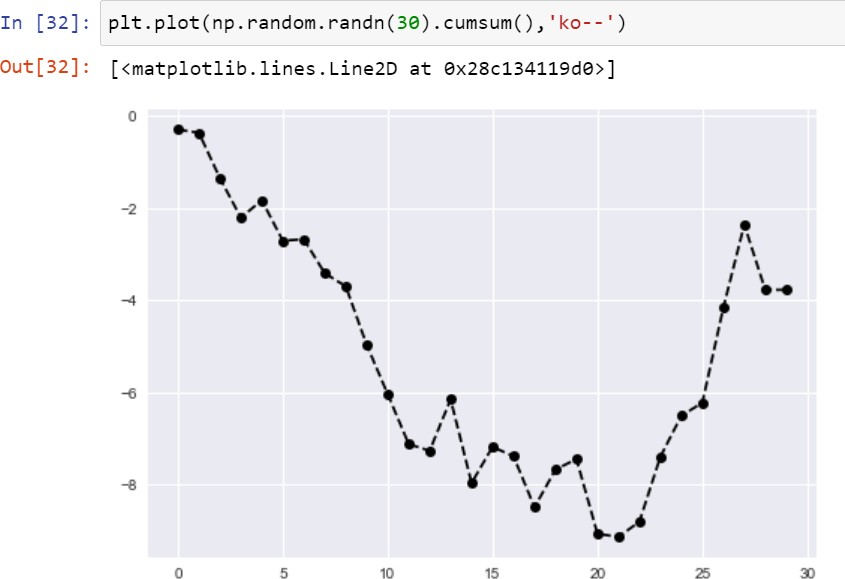 In [32]: plt.plot(np.random.randn(30).cumsum(),'ko--')
Out[32]: [<matplotlib.lines.Line2D at 0x28c134119d0>]
0
−2
−4
−6
−8
0 5 10 15 20 25 30